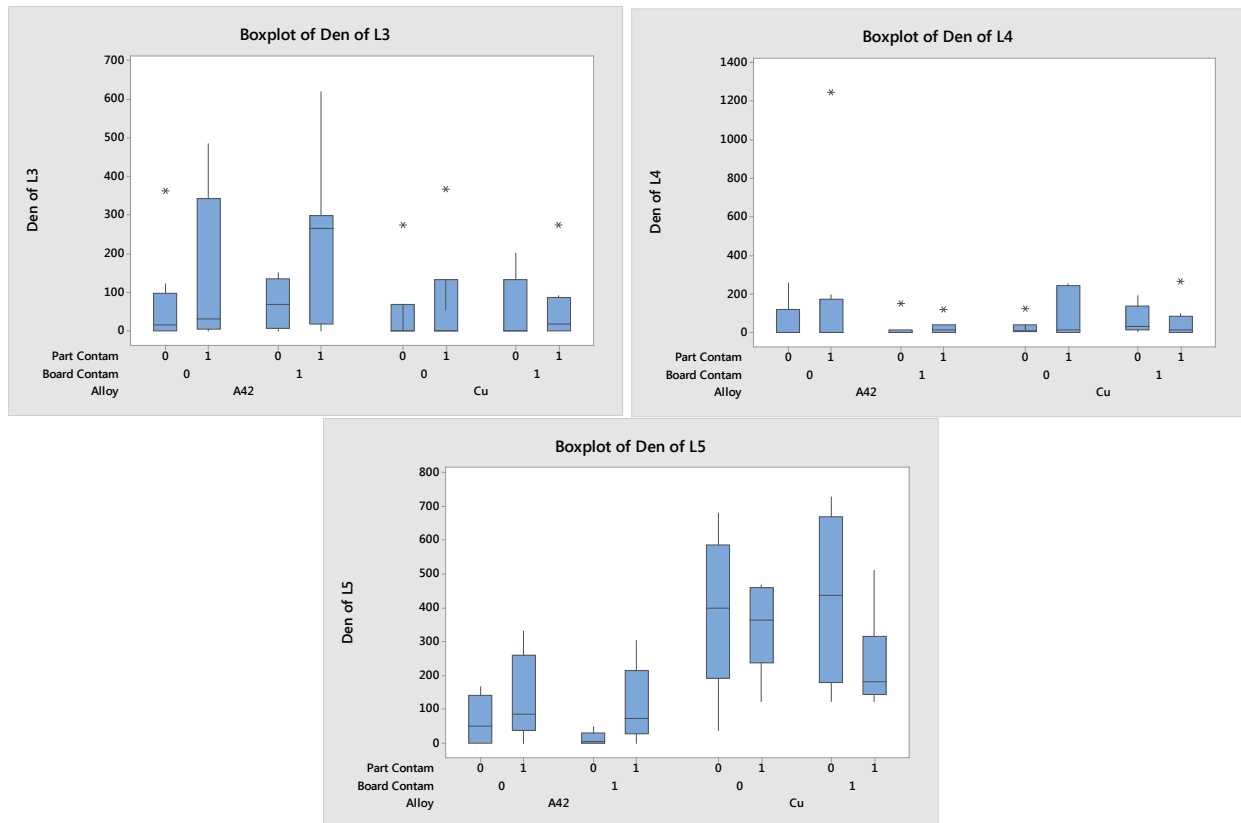 Boxplot of Den of L3
700
600
500
400
300
200
100
0
Den of L3
Part Contam 0 1 0 1 0 1 0 1
Board Contam 0 1 0 1
Alloy A42 Cu
Boxplot of Den of L4
1400
1200
1000
800
600
400
200
0
Den of L4
Part Contam 0 1 0 1 0 1 0 1
Board Contam 0 1 0 1
Alloy A42 Cu
Boxplot of Den of L5
800
700
600
500
400
300
200
100
0
Den of L5
Part Contam 0 1 0 1 0 1 0 1
Board Contam 0 1 0 1
Alloy A42 Cu